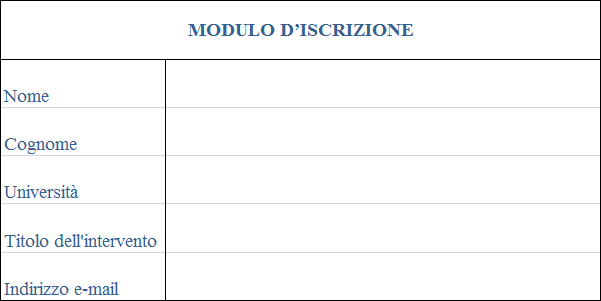 MODULO D’ISCRIZIONE
Nome
Cognome
Università
Titolo dell'intervento
Indirizzo e-mail